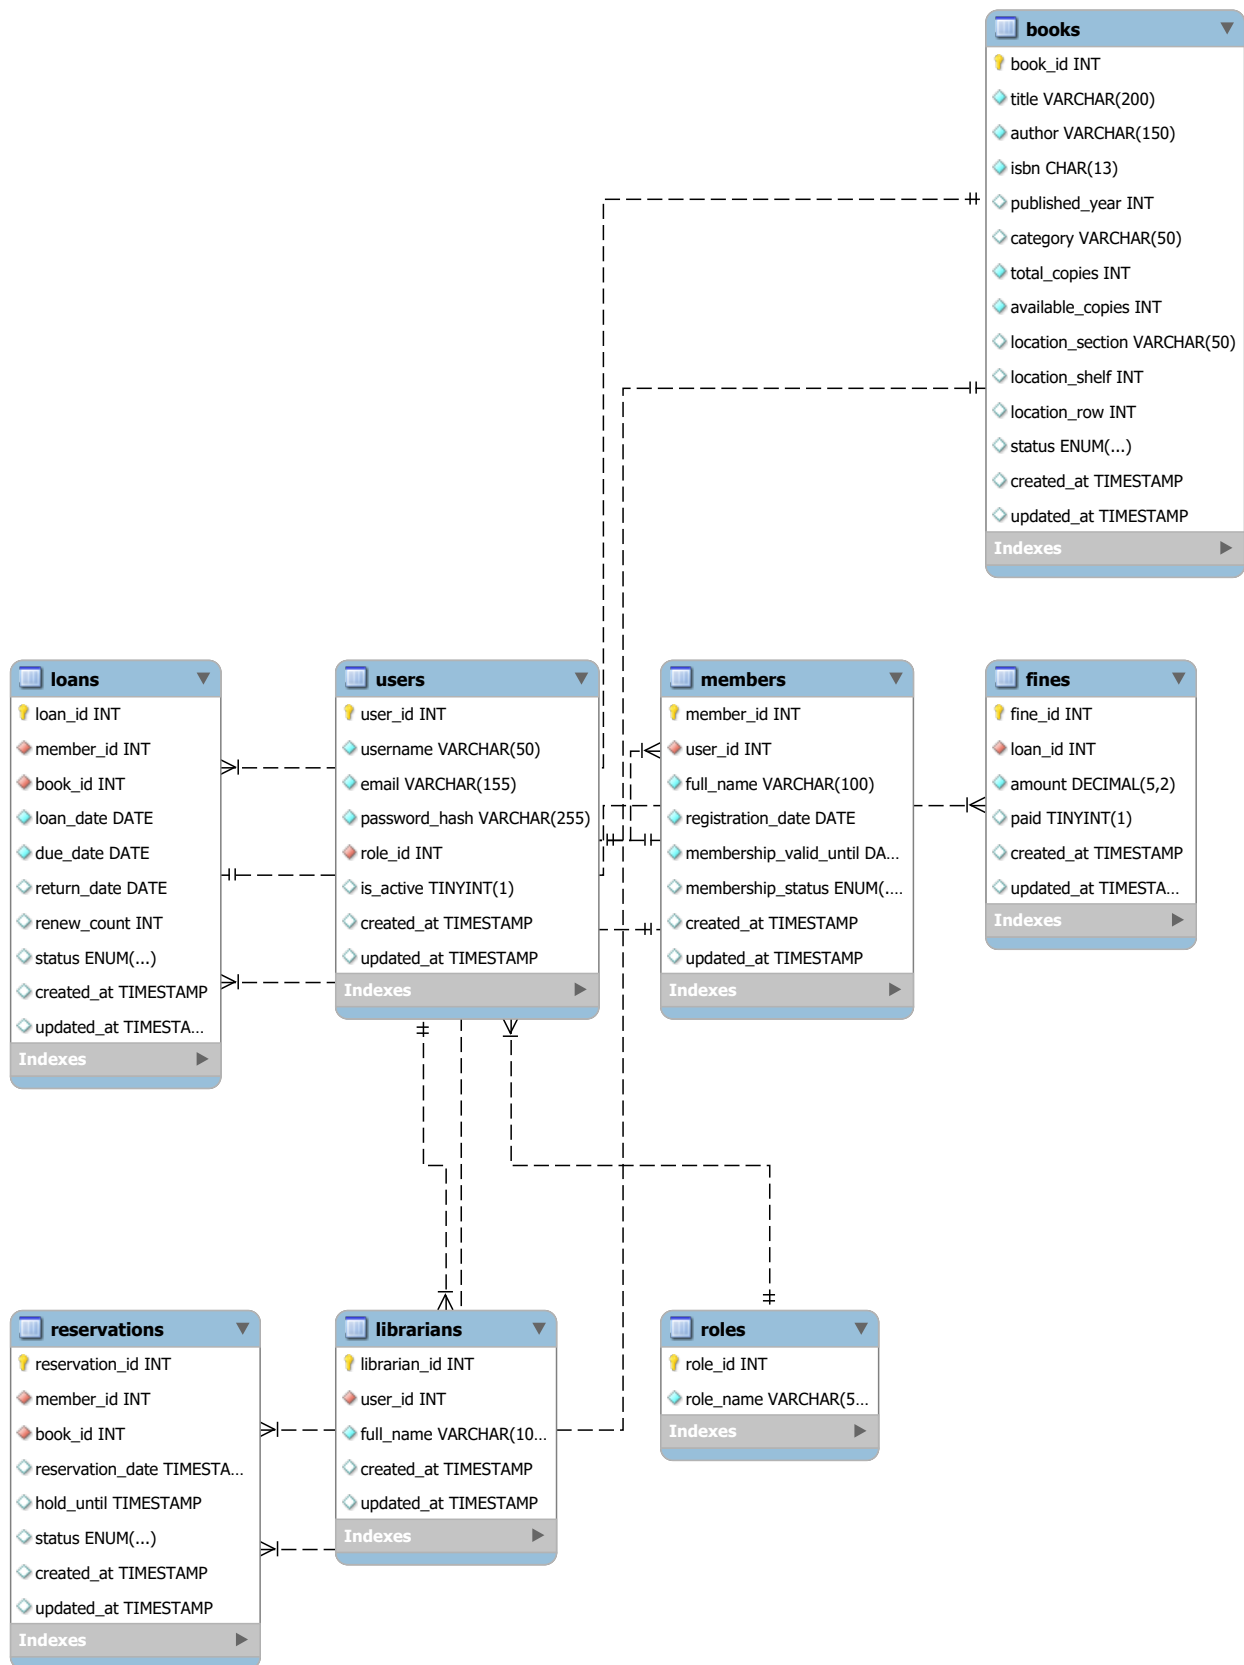 books
book_id INT
title VARCHAR(200)
author VARCHAR(150)
isbn CHAR(13)
published_year INT
category VARCHAR(50)
total_copies INT
available_copies INT
location_section VARCHAR(50)
location_shelf INT
location_row INT
status ENUM(...)
created_at TIMESTAMP
updated_at TIMESTAMP
Indexes
loans
loan_id INT
member_id INT
book_id INT
loan_date DATE
due_date DATE
return_date DATE
renew_count INT
status ENUM(...)
created_at TIMESTAMP
updated_at TIMESTA...
Indexes
users
user_id INT
username VARCHAR(50)
email VARCHAR(155)
password_hash VARCHAR(255)
role_id INT
is_active TINYINT(1)
created_at TIMESTAMP
updated_at TIMESTAMP
Indexes
members
member_id INT
user_id INT
full_name VARCHAR(100)
registration_date DATE
membership_valid_until DA...
membership_status ENUM(....
created_at TIMESTAMP
updated_at TIMESTAMP
Indexes
fines
fine_id INT
loan_id INT
amount DECIMAL(5,2)
paid TINYINT(1)
created_at TIMESTAMP
updated_at TIMESTA...
Indexes
reservations
reservation_id INT
member_id INT
book_id INT
reservation_date TIMESTA...
hold_until TIMESTAMP
status ENUM(...)
created_at TIMESTAMP
updated_at TIMESTAMP
Indexes
librarians
librarian_id INT
user_id INT
full_name VARCHAR(10...
created_at TIMESTAMP
updated_at TIMESTAMP
Indexes
roles
role_id INT
role_name VARCHAR(5...
Indexes